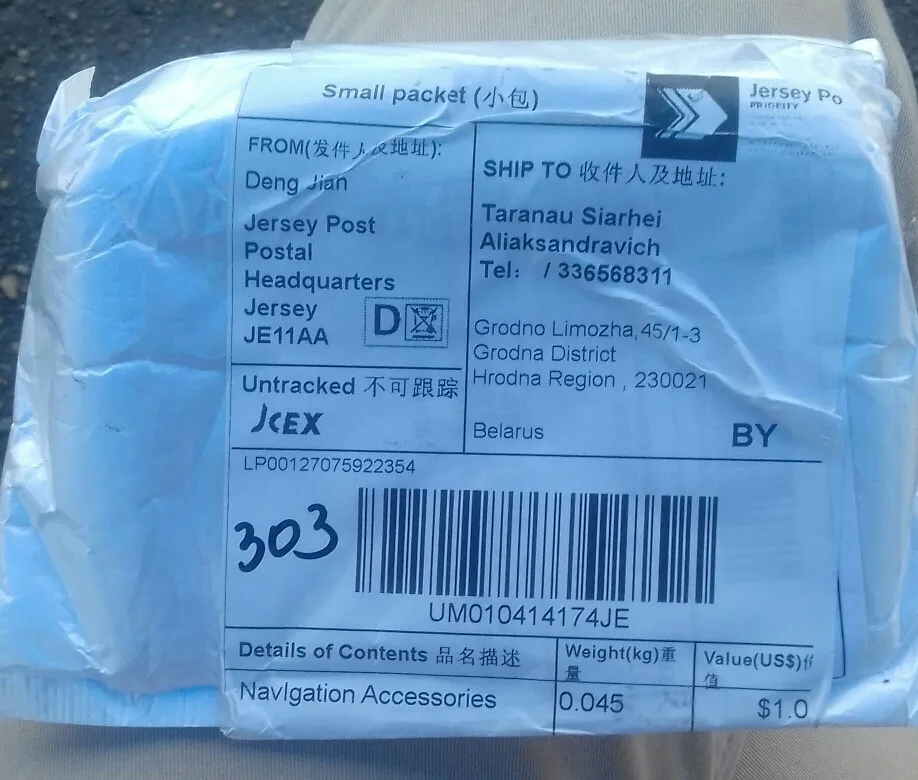 Small packet (小包)
Jersey Po
PRIORITY
FROM(发件人及地址):
Deng Jian
Jersey Post
Postal
Headquarters
Jersey
JE11AA
D
SHIP TO 收件人及地址:
Taranau Siarhei
Aliaksandravich
Tel: / 336568311
Grodno Limozha,45/1-3
Grodna District
Hrodna Region , 230021
Belarus BY
Untracked 不可跟踪
JCEX
LP00127075922354
303
UM010414174JE
Details of Contents 品名描述
Weight(kg)重
量
Value(US$)价
值
NavIgation Accessories
0.045
$1.0